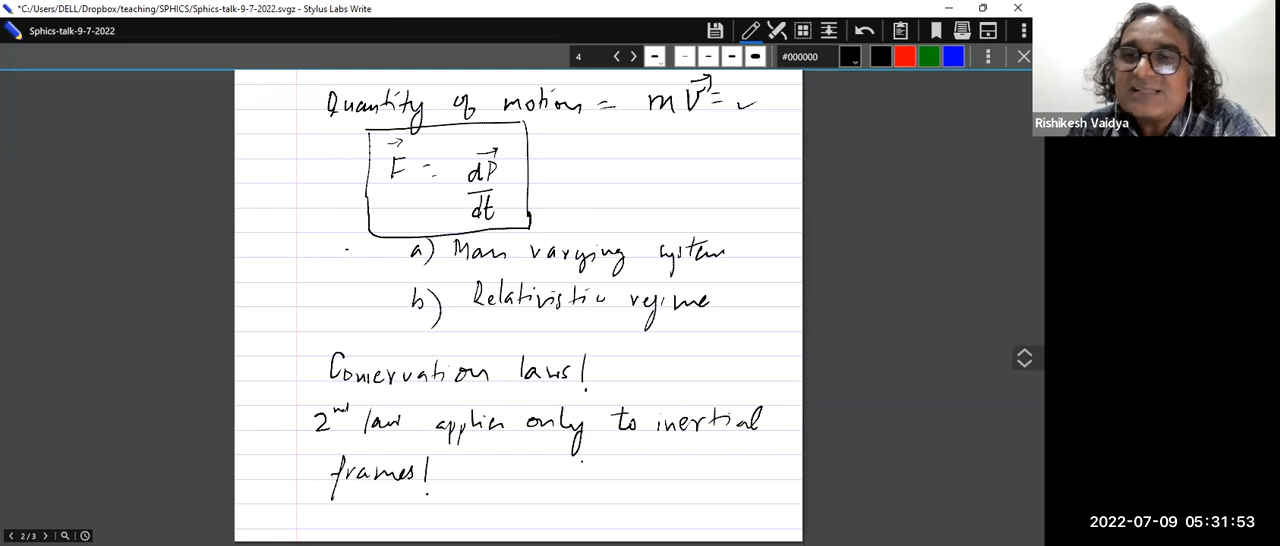 *C:/Users/DELL/Dropbox/teaching/SPHICS/Sphics-talk-9-7-2022.svgz - Stylus Labs Write
Sphics-talk-9-7-2022
4
#000000
Rishikesh Vaidya
Quantity of motion = m V⃗ =
F⃗ = dP⃗/dt
a) Mass varying system
b) Relativistic regime
Conservation laws!
2nd law applies only to inertial
frames!
2022-07-09 05:31:53
2/3